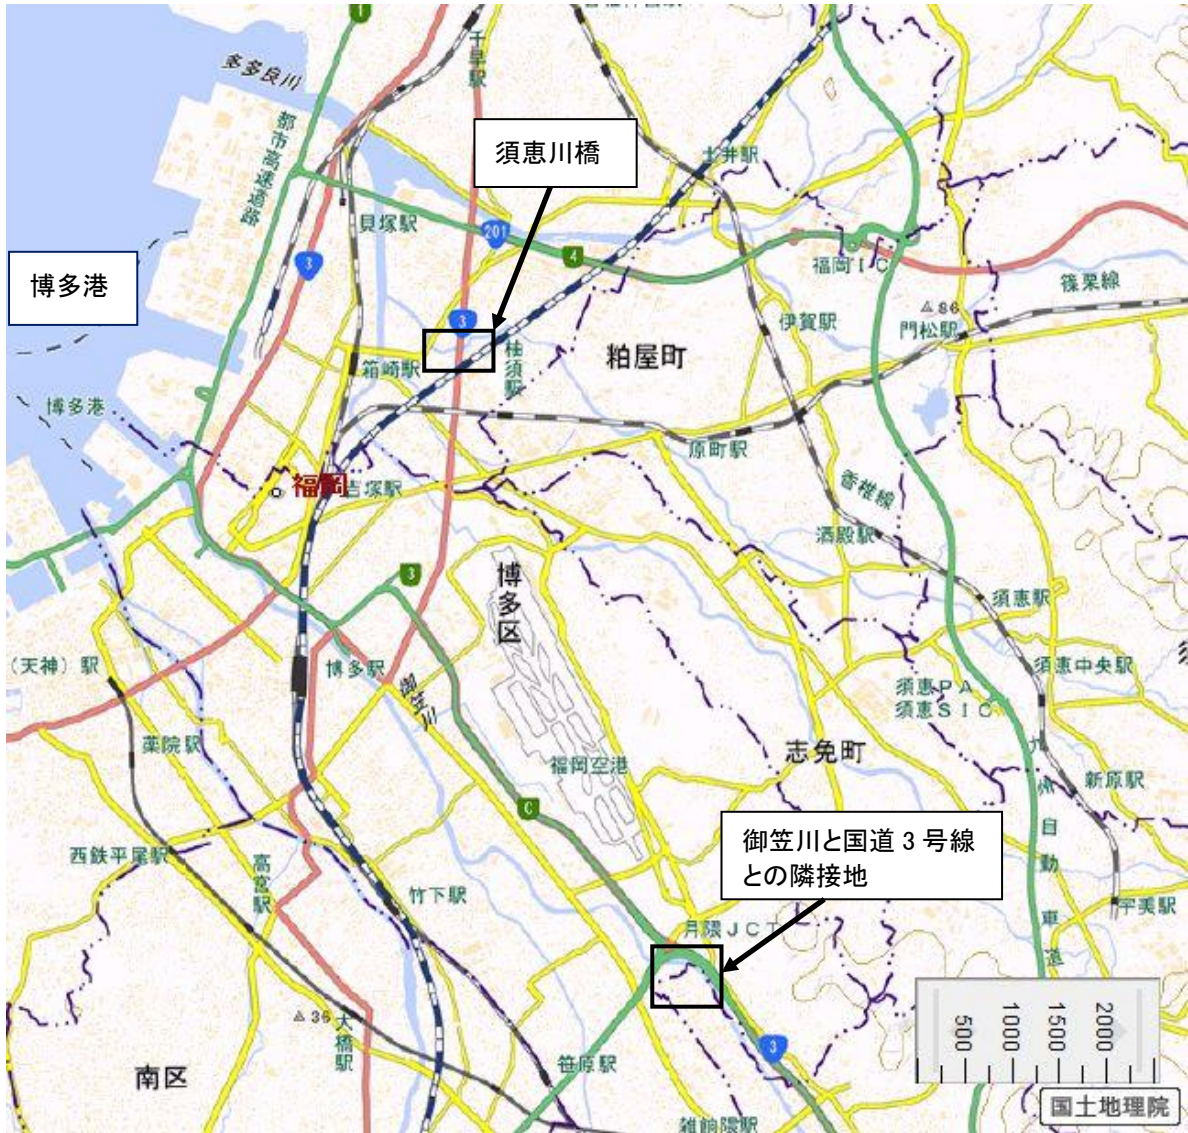 1
千早駅
多多良川
都市高速道路
須恵川橋
土井駅
貝塚駅
201
4
3
博多港
福岡IC
篠栗線
86
門松駅
伊賀駅
3
柚須駅
粕屋町
箱崎駅
博多港
原町駅
福岡
吉塚駅
香椎線
酒殿駅
3
博多区
須恵駅
(天神)駅
博多駅
御笠川
須恵中央駅
須恵PA
須恵SIC
薬院駅
福岡空港
志免町
九州自動車道
新原駅
C
御笠川と国道3号線
との隣接地
西鉄平尾駅
高宮駅
竹下駅
宇美駅
月隈JCT
36
大橋駅
笹原駅
3
500
1000
1500
2000
南区
雑餉隈駅
国土地理院